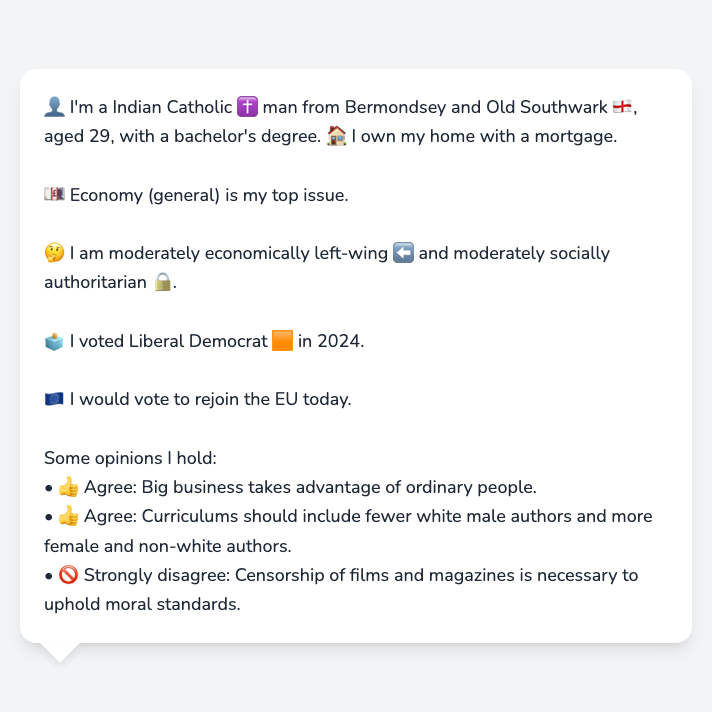 👤 I'm a Indian Catholic ✝️ man from Bermondsey and Old Southwark 🏴󠁧󠁢󠁥󠁮󠁧󠁿,
aged 29, with a bachelor's degree. 🏠 I own my home with a mortgage.
💷 Economy (general) is my top issue.
🤔 I am moderately economically left-wing ⬅️ and moderately socially
authoritarian 🔒.
🗳️ I voted Liberal Democrat 🟧 in 2024.
🇪🇺 I would vote to rejoin the EU today.
Some opinions I hold:
• 👍 Agree: Big business takes advantage of ordinary people.
• 👍 Agree: Curriculums should include fewer white male authors and more
female and non-white authors.
• 🚫 Strongly disagree: Censorship of films and magazines is necessary to
uphold moral standards.